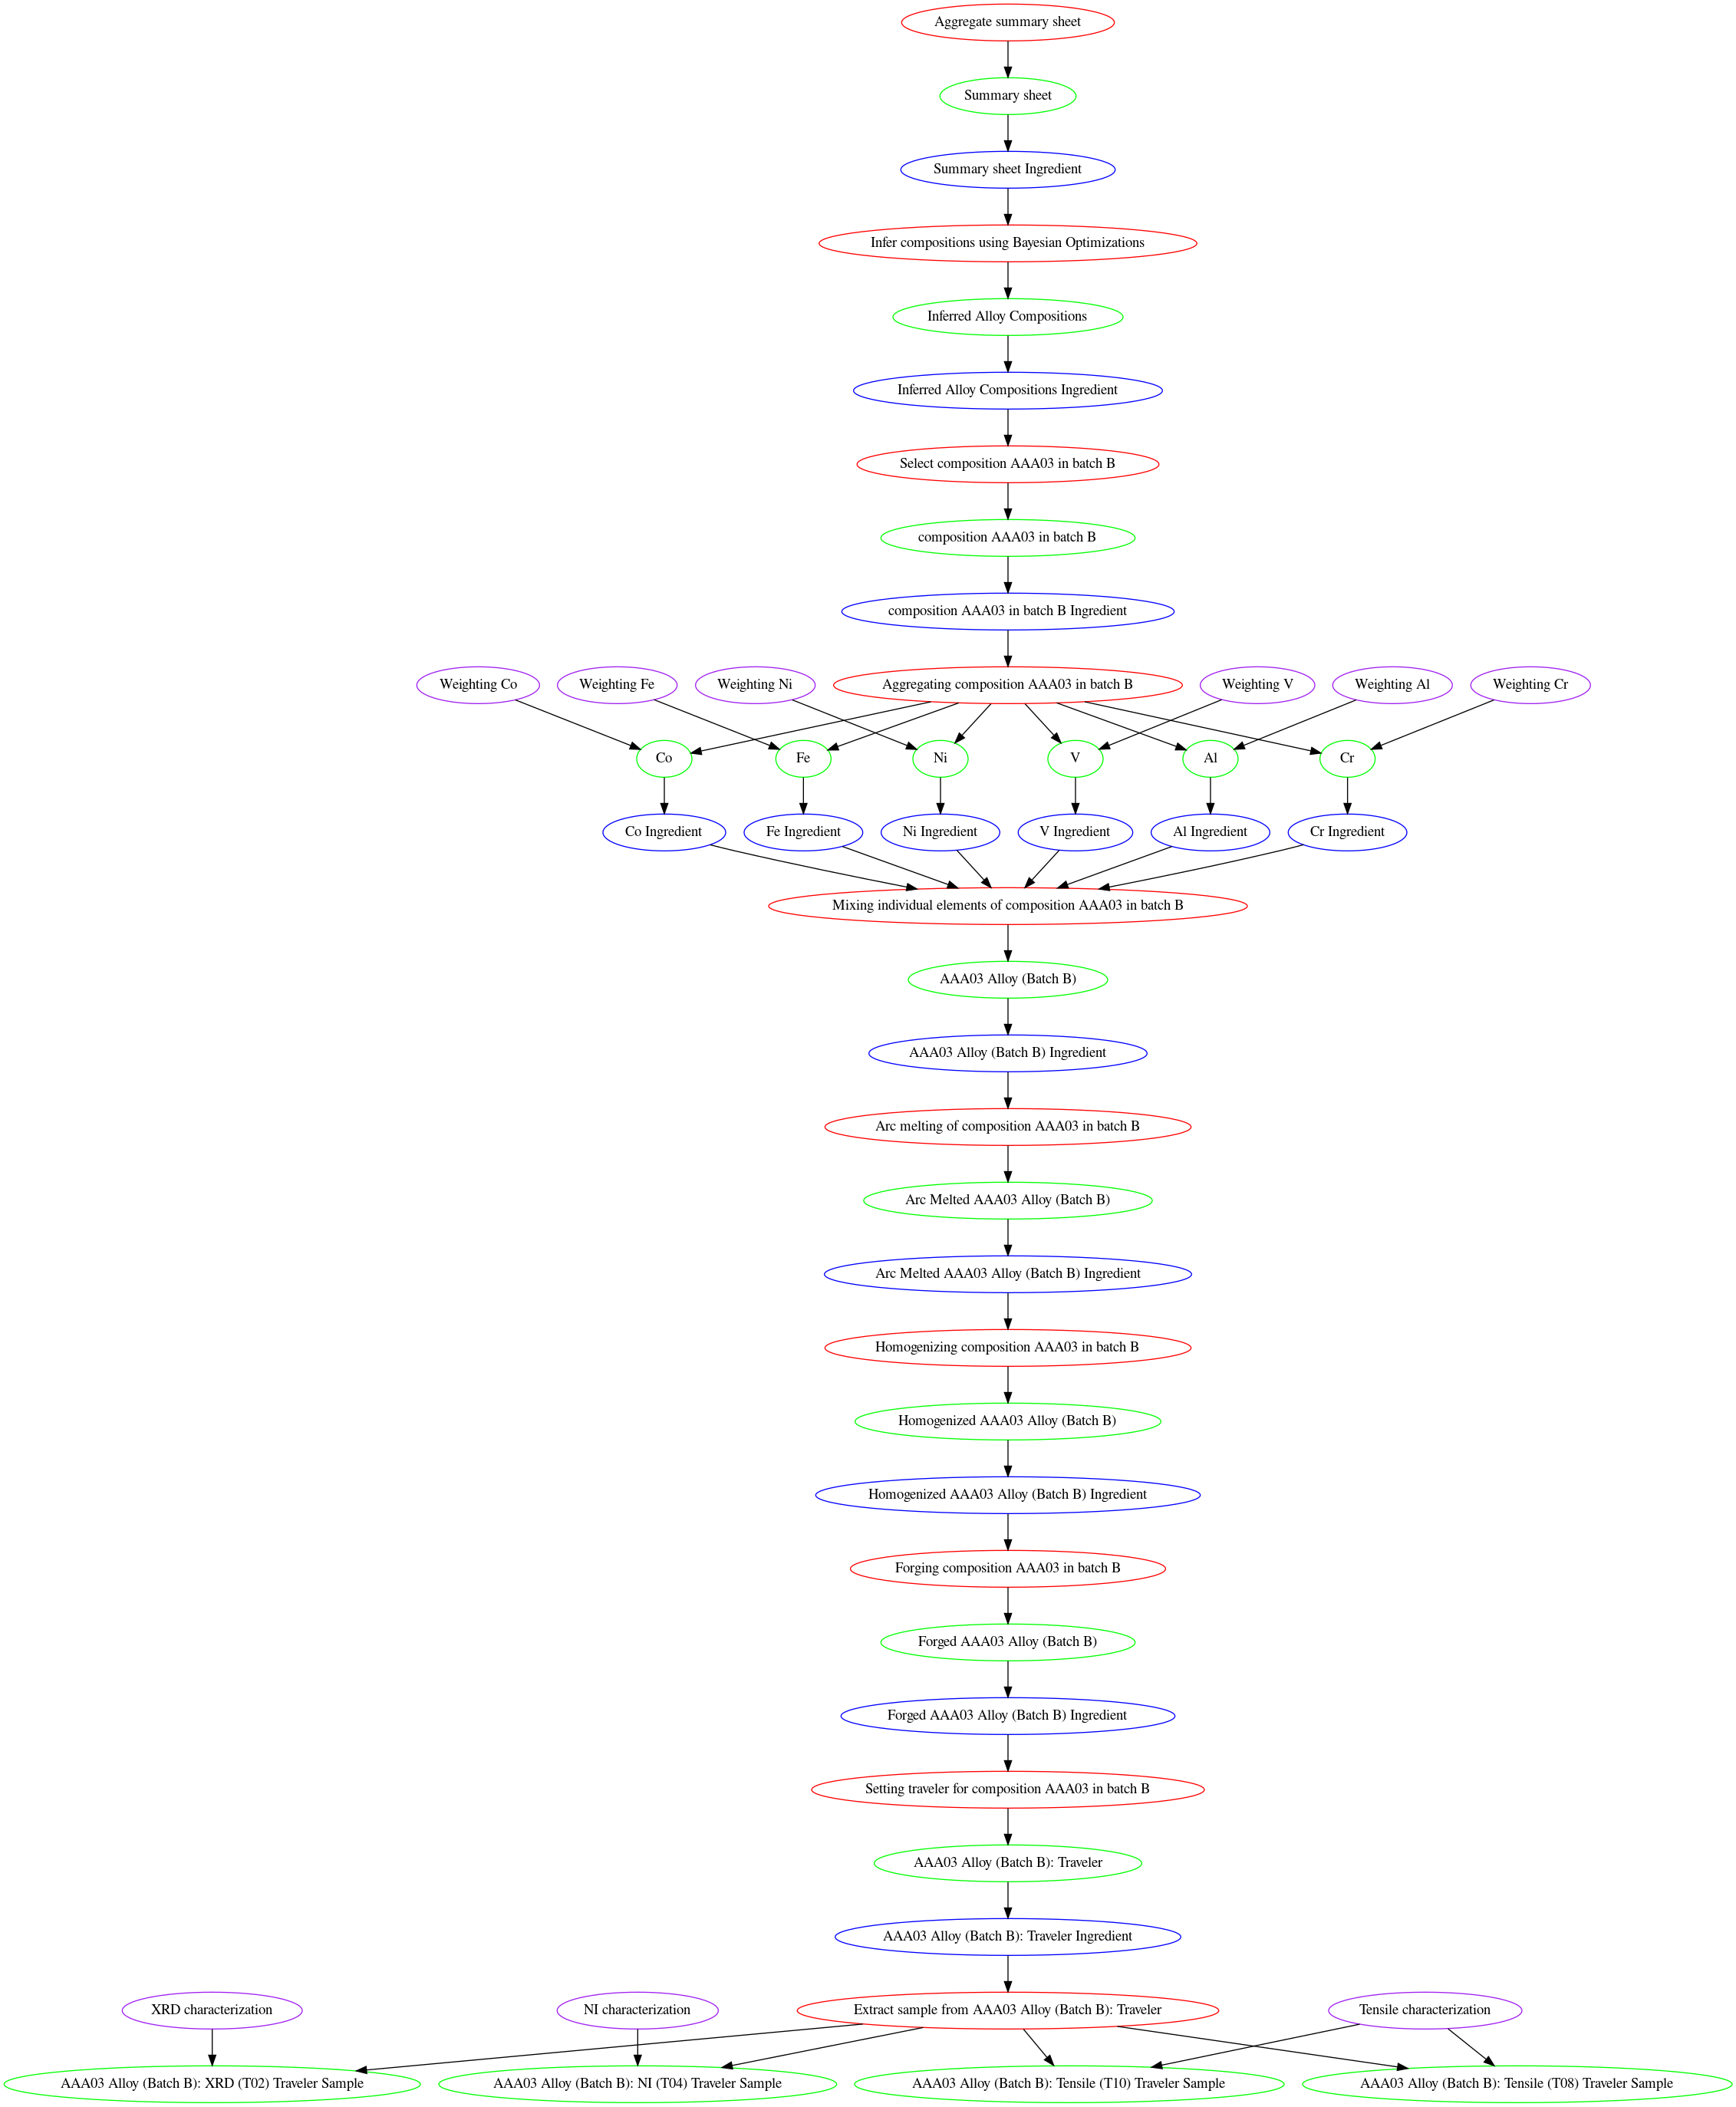 Aggregate summary sheet
Summary sheet
Summary sheet Ingredient
Infer compositions using Bayesian Optimizations
Inferred Alloy Compositions
Inferred Alloy Compositions Ingredient
Select composition AAA03 in batch B
composition AAA03 in batch B
composition AAA03 in batch B Ingredient
Weighting Co
Weighting Fe
Weighting Ni
Aggregating composition AAA03 in batch B
Weighting V
Weighting Al
Weighting Cr
Co
Fe
Ni
V
Al
Cr
Co Ingredient
Fe Ingredient
Ni Ingredient
V Ingredient
Al Ingredient
Cr Ingredient
Mixing individual elements of composition AAA03 in batch B
AAA03 Alloy (Batch B)
AAA03 Alloy (Batch B) Ingredient
Arc melting of composition AAA03 in batch B
Arc Melted AAA03 Alloy (Batch B)
Arc Melted AAA03 Alloy (Batch B) Ingredient
Homogenizing composition AAA03 in batch B
Homogenized AAA03 Alloy (Batch B)
Homogenized AAA03 Alloy (Batch B) Ingredient
Forging composition AAA03 in batch B
Forged AAA03 Alloy (Batch B)
Forged AAA03 Alloy (Batch B) Ingredient
Setting traveler for composition AAA03 in batch B
AAA03 Alloy (Batch B): Traveler
AAA03 Alloy (Batch B): Traveler Ingredient
XRD characterization
NI characterization
Extract sample from AAA03 Alloy (Batch B): Traveler
Tensile characterization
AAA03 Alloy (Batch B): XRD (T02) Traveler Sample
AAA03 Alloy (Batch B): NI (T04) Traveler Sample
AAA03 Alloy (Batch B): Tensile (T10) Traveler Sample
AAA03 Alloy (Batch B): Tensile (T08) Traveler Sample